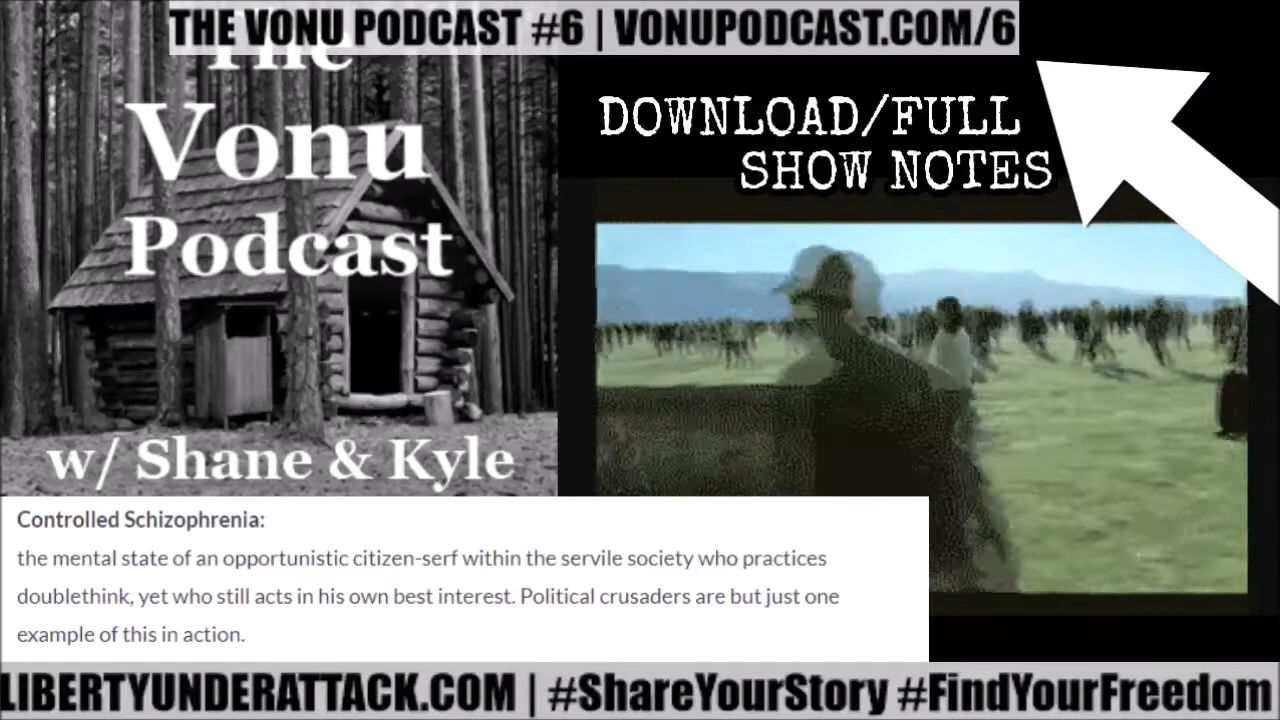 THE VONU PODCAST #6 | VONUPODCAST.COM/6
The
Vonu
Podcast
w/ Shane & Kyle
DOWNLOAD/FULL
SHOW NOTES
Controlled Schizophrenia:
the mental state of an opportunistic citizen-serf within the servile society who practices
doublethink, yet who still acts in his own best interest. Political crusaders are but just one
example of this in action.
LIBERTYUNDERATTACK.COM | #ShareYourStory #FindYourFreedom